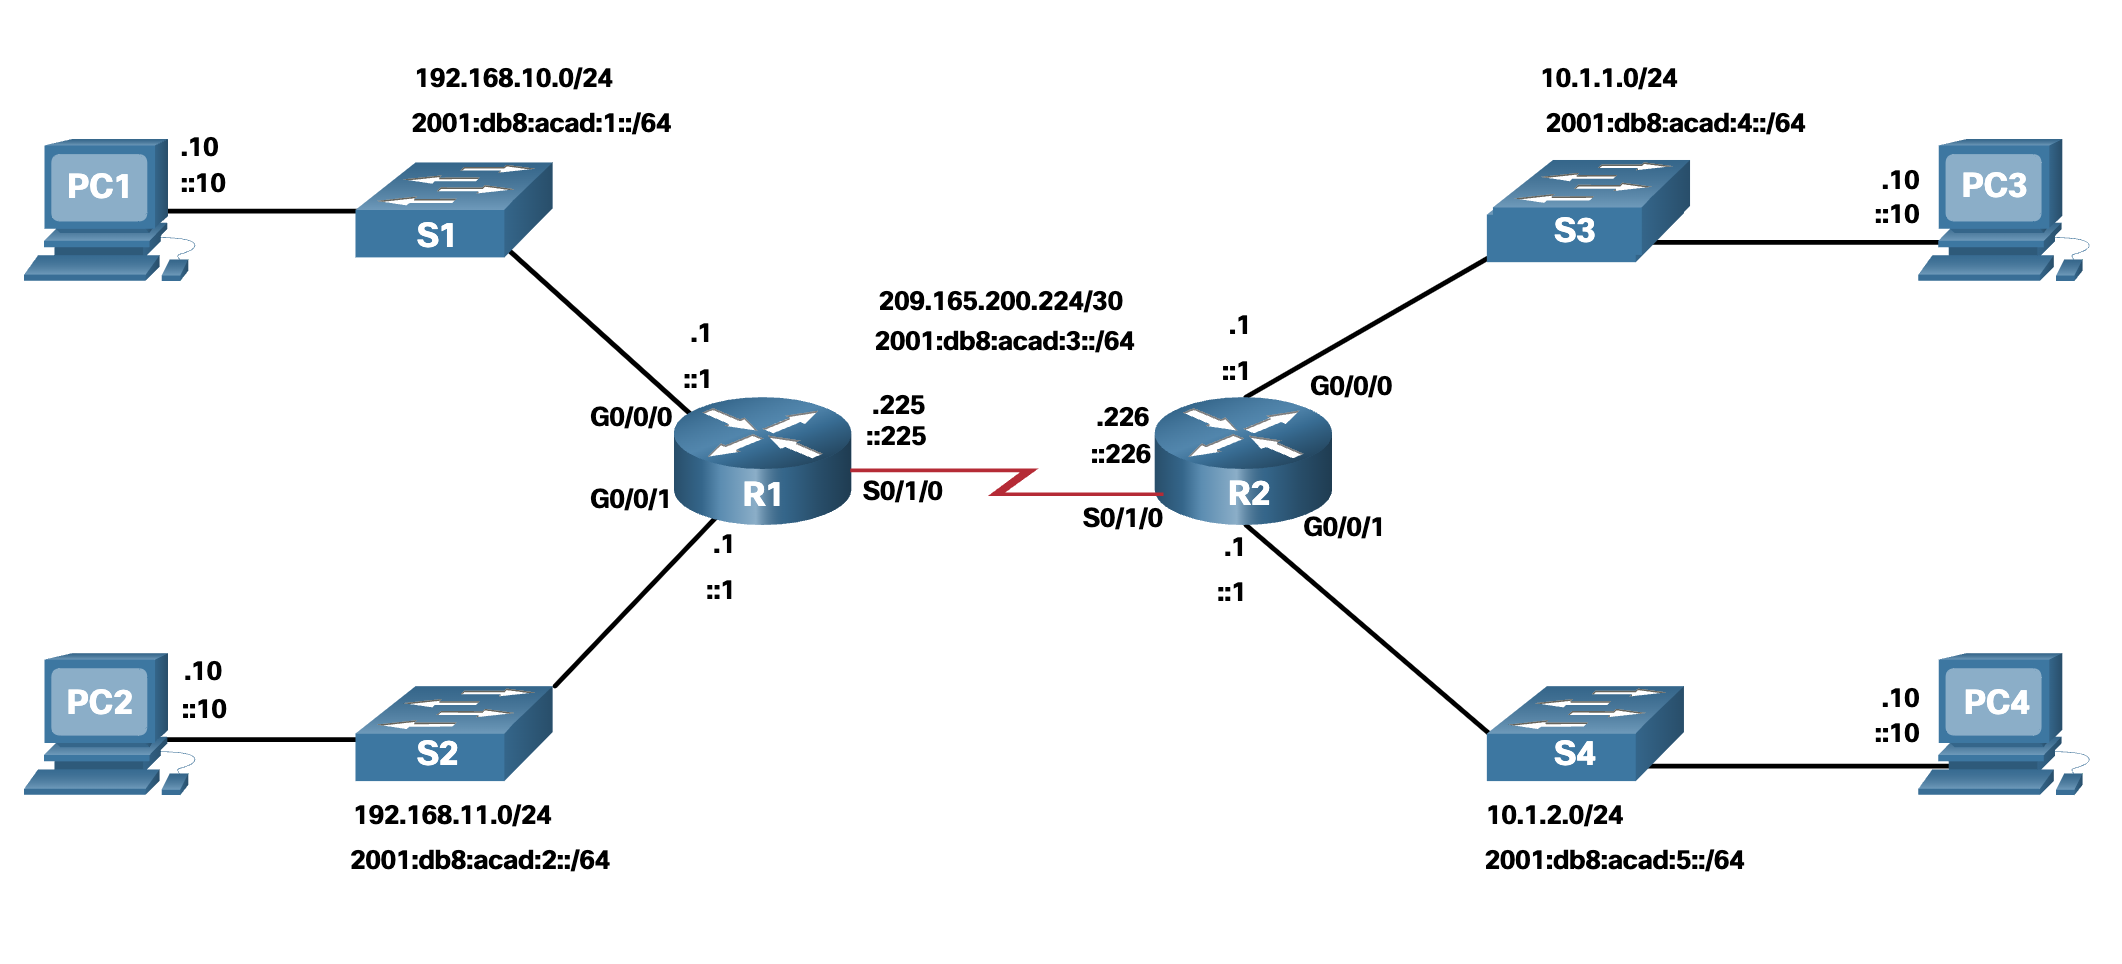 192.168.10.0/24
2001:db8:acad:1::/64
10.1.1.0/24
2001:db8:acad:4::/64
PC1
.10
::10
S1
S3
.10
::10
PC3
209.165.200.224/30
2001:db8:acad:3::/64
.1
::1
G0/0/0
.225
::225
.226
::226
.1
::1
G0/0/0
G0/0/1
R1
S0/1/0
S0/1/0
R2
G0/0/1
.1
::1
.1
::1
PC2
.10
::10
S2
S4
.10
::10
PC4
192.168.11.0/24
2001:db8:acad:2::/64
10.1.2.0/24
2001:db8:acad:5::/64